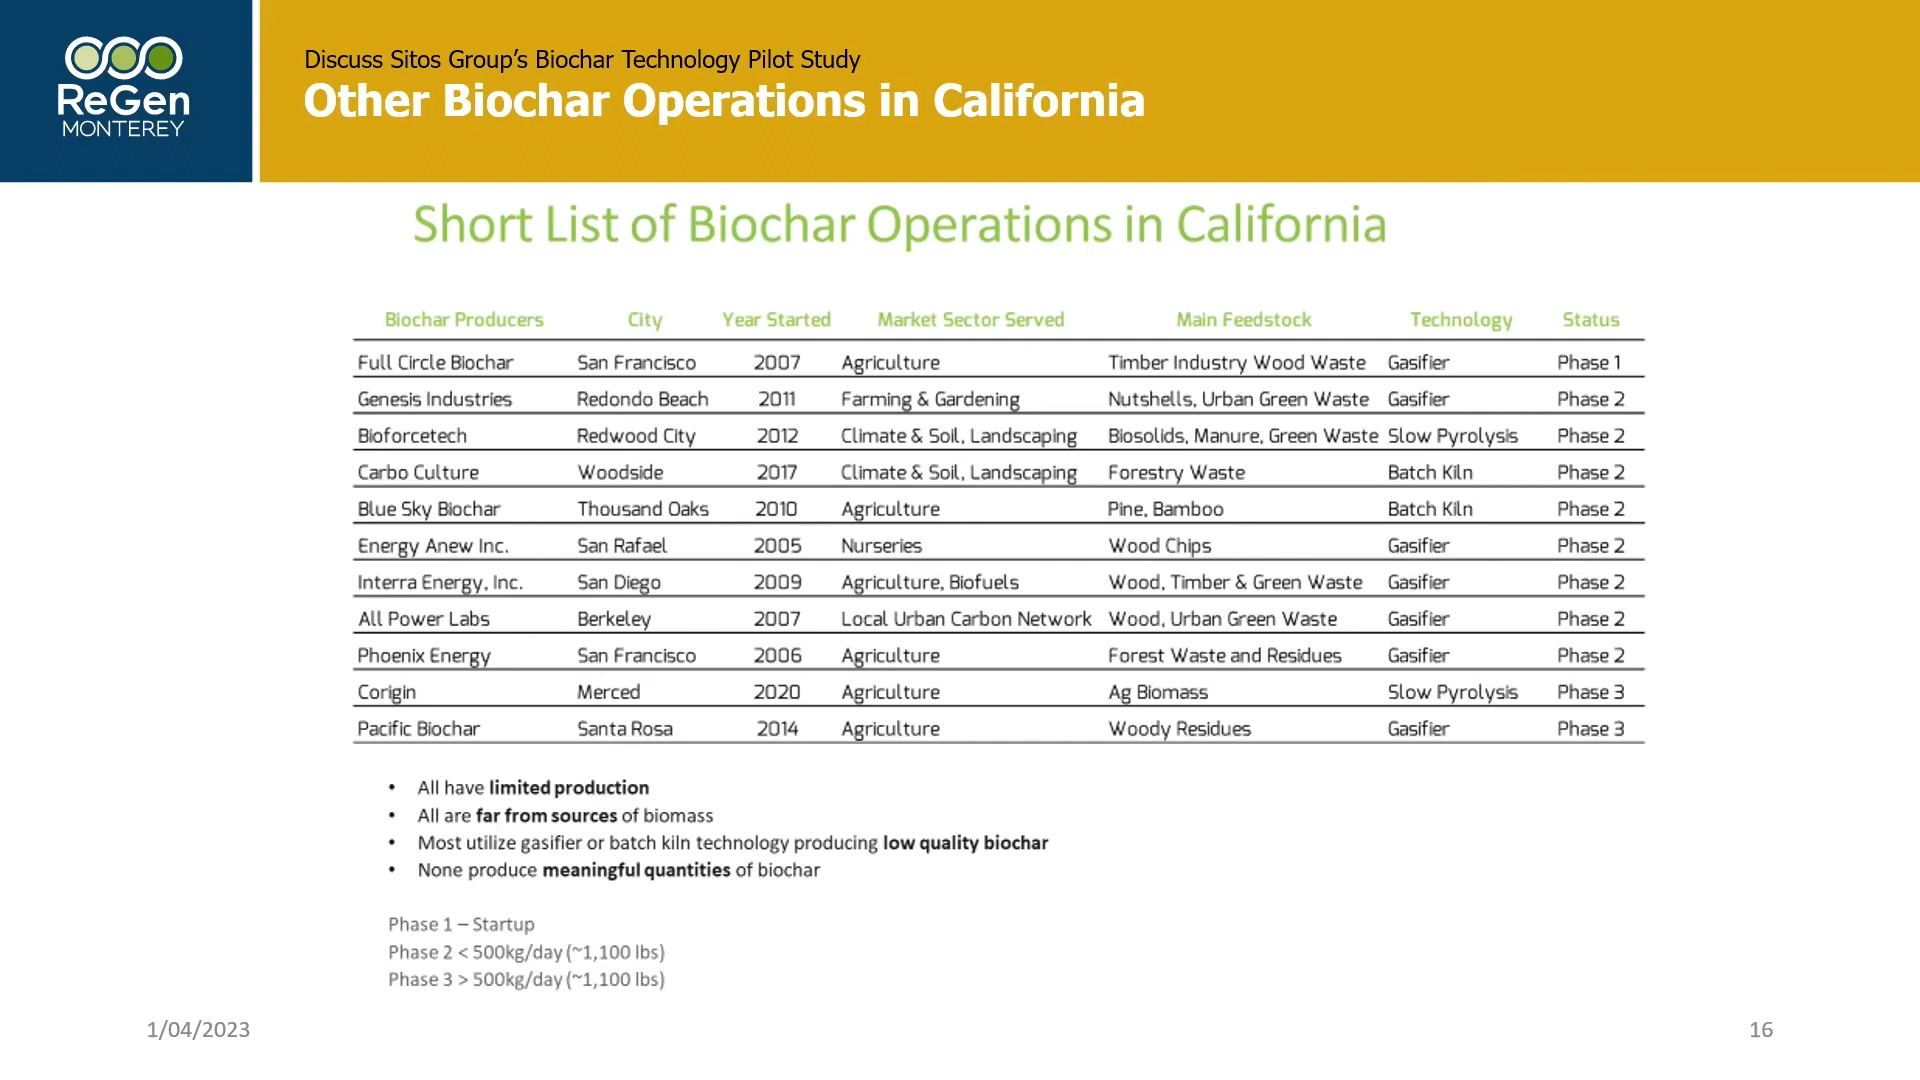 ReGen
MONTEREY
Discuss Sitos Group's Biochar Technology Pilot Study
Other Biochar Operations in California
Short List of Biochar Operations in California
Biochar Producers City Year Started Market Sector Served Main Feedstock Technology Status
Full Circle Biochar San Francisco 2007 Agriculture Timber Industry Wood Waste Gasifier Phase 1
Genesis Industries Redondo Beach 2011 Farming & Gardening Nutshells, Urban Green Waste Gasifier Phase 2
Bioforcetech Redwood City 2012 Climate & Soil, Landscaping Biosolids, Manure, Green Waste Slow Pyrolysis Phase 2
Carbo Culture Woodside 2017 Climate & Soil, Landscaping Forestry Waste Batch Kiln Phase 2
Blue Sky Biochar Thousand Oaks 2010 Agriculture Pine, Bamboo Batch Kiln Phase 2
Energy Anew Inc. San Rafael 2005 Nurseries Wood Chips Gasifier Phase 2
Interra Energy, Inc. San Diego 2009 Agriculture, Biofuels Wood, Timber & Green Waste Gasifier Phase 2
All Power Labs Berkeley 2007 Local Urban Carbon Network Wood, Urban Green Waste Gasifier Phase 2
Phoenix Energy San Francisco 2006 Agriculture Forest Waste and Residues Gasifier Phase 2
Corigin Merced 2020 Agriculture Ag Biomass Slow Pyrolysis Phase 3
Pacific Biochar Santa Rosa 2014 Agriculture Woody Residues Gasifier Phase 3
• All have limited production
• All are far from sources of biomass
• Most utilize gasifier or batch kiln technology producing low quality biochar
• None produce meaningful quantities of biochar
Phase 1 – Startup
Phase 2 < 500kg/day (~1,100 lbs)
Phase 3 > 500kg/day (~1,100 lbs)
1/04/2023
16